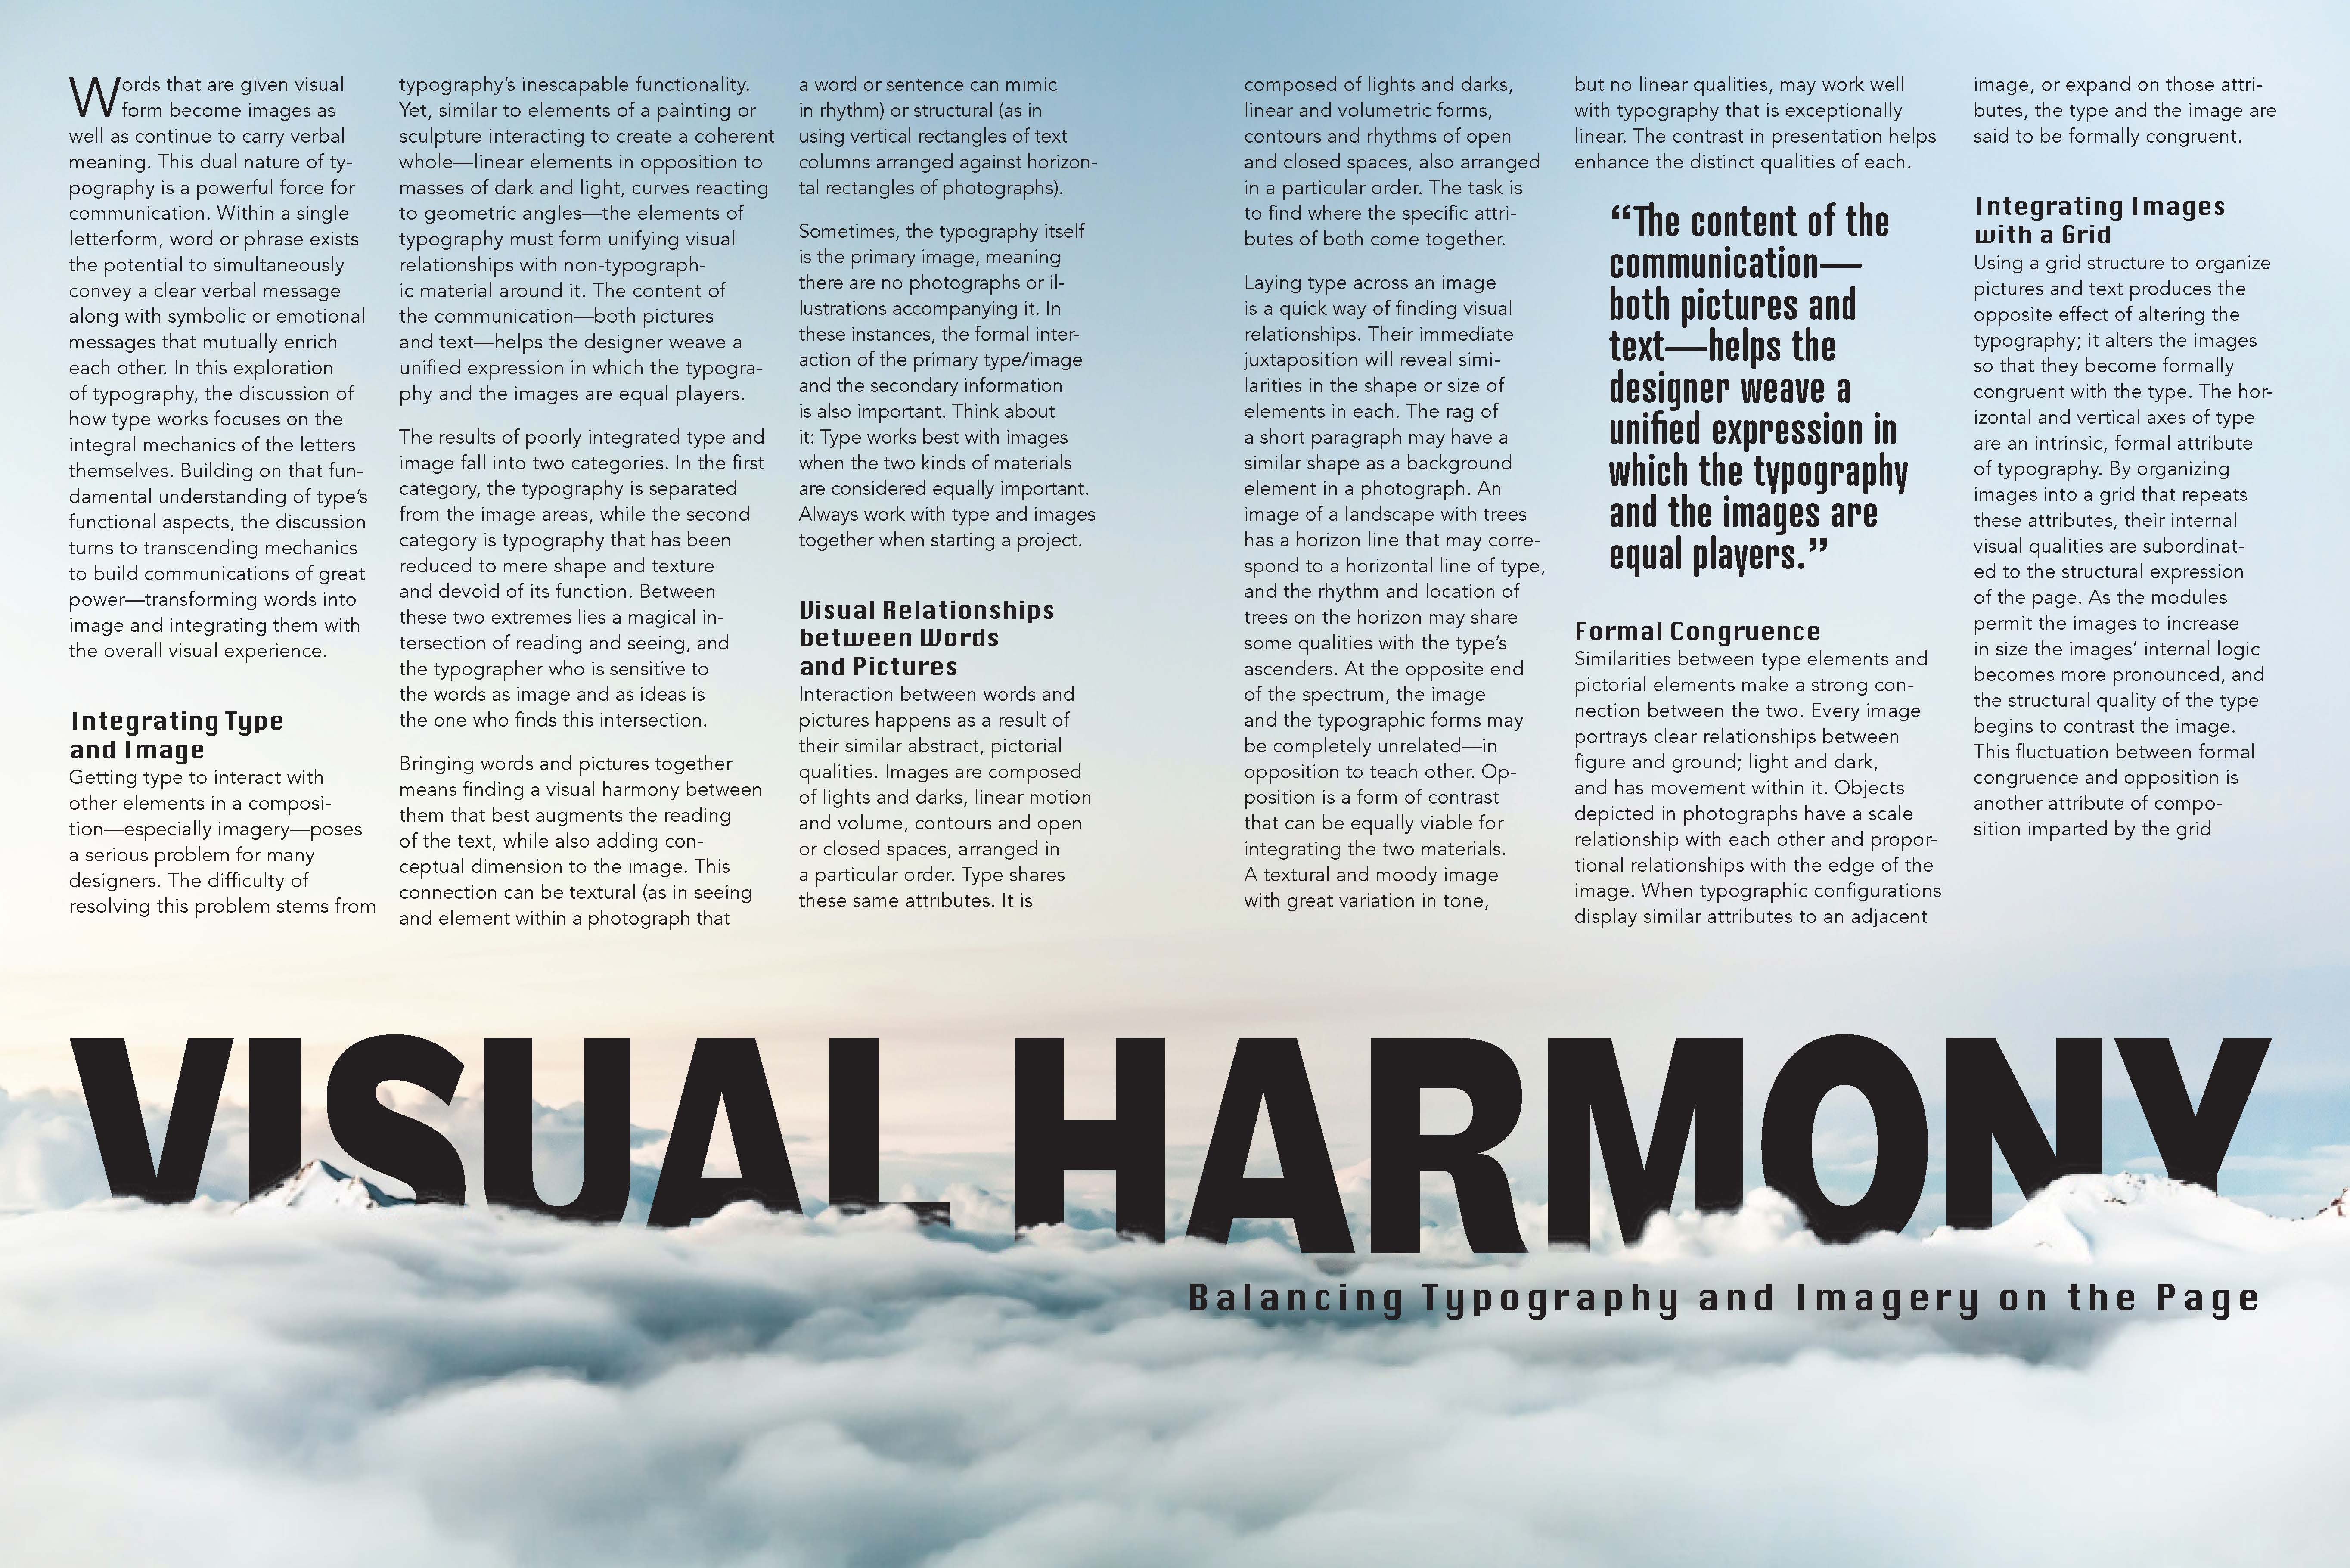 Words that are given visual
form become images as
well as continue to carry verbal
meaning. This dual nature of ty-
pography is a powerful force for
communication. Within a single
letterform, word or phrase exists
the potential to simultaneously
convey a clear verbal message
along with symbolic or emotional
messages that mutually enrich
each other. In this exploration
of typography, the discussion of
how type works focuses on the
integral mechanics of the letters
themselves. Building on that fun-
damental understanding of type's
functional aspects, the discussion
turns to transcending mechanics
to build communications of great
power—transforming words into
image and integrating them with
the overall visual experience.
Integrating Type
and Image
Getting type to interact with
other elements in a composi-
tion—especially imagery—poses
a serious problem for many
designers. The difficulty of
resolving this problem stems from
typography's inescapable functionality.
Yet, similar to elements of a painting or
sculpture interacting to create a coherent
whole—linear elements in opposition to
masses of dark and light, curves reacting
to geometric angles—the elements of
typography must form unifying visual
relationships with non-typograph-
ic material around it. The content of
the communication—both pictures
and text—helps the designer weave a
unified expression in which the typogra-
phy and the images are equal players.
The results of poorly integrated type and
image fall into two categories. In the first
category, the typography is separated
from the image areas, while the second
category is typography that has been
reduced to mere shape and texture
and devoid of its function. Between
these two extremes lies a magical in-
tersection of reading and seeing, and
the typographer who is sensitive to
the words as image and as ideas is
the one who finds this intersection.
Bringing words and pictures together
means finding a visual harmony between
them that best augments the reading
of the text, while also adding con-
ceptual dimension to the image. This
connection can be textural (as in seeing
and element within a photograph that
a word or sentence can mimic
in rhythm) or structural (as in
using vertical rectangles of text
columns arranged against horizon-
tal rectangles of photographs).
Sometimes, the typography itself
is the primary image, meaning
there are no photographs or il-
lustrations accompanying it. In
these instances, the formal inter-
action of the primary type/image
and the secondary information
is also important. Think about
it: Type works best with images
when the two kinds of materials
are considered equally important.
Always work with type and images
together when starting a project.
Visual Relationships
between Words
and Pictures
Interaction between words and
pictures happens as a result of
their similar abstract, pictorial
qualities. Images are composed
of lights and darks, linear motion
and volume, contours and open
or closed spaces, arranged in
a particular order. Type shares
these same attributes. It is
composed of lights and darks,
linear and volumetric forms,
contours and rhythms of open
and closed spaces, also arranged
in a particular order. The task is
to find where the specific attri-
butes of both come together.
Laying type across an image
is a quick way of finding visual
relationships. Their immediate
juxtaposition will reveal simi-
larities in the shape or size of
elements in each. The rag of
a short paragraph may have a
similar shape as a background
element in a photograph. An
image of a landscape with trees
has a horizon line that may corre-
spond to a horizontal line of type,
and the rhythm and location of
trees on the horizon may share
some qualities with the type's
ascenders. At the opposite end
of the spectrum, the image
and the typographic forms may
be completely unrelated—in
opposition to teach other. Op-
position is a form of contrast
that can be equally viable for
integrating the two materials.
A textural and moody image
with great variation in tone,
but no linear qualities, may work well
with typography that is exceptionally
linear. The contrast in presentation helps
enhance the distinct qualities of each.
“The content of the
communication—
both pictures and
text—helps the
designer weave a
unified expression in
which the typography
and the images are
equal players.”
Formal Congruence
Similarities between type elements and
pictorial elements make a strong con-
nection between the two. Every image
portrays clear relationships between
figure and ground; light and dark,
and has movement within it. Objects
depicted in photographs have a scale
relationship with each other and propor-
tional relationships with the edge of the
image. When typographic configurations
display similar attributes to an adjacent
image, or expand on those attri-
butes, the type and the image are
said to be formally congruent.
Integrating Images
with a Grid
Using a grid structure to organize
pictures and text produces the
opposite effect of altering the
typography; it alters the images
so that they become formally
congruent with the type. The hor-
izontal and vertical axes of type
are an intrinsic, formal attribute
of typography. By organizing
images into a grid that repeats
these attributes, their internal
visual qualities are subordinat-
ed to the structural expression
of the page. As the modules
permit the images to increase
in size the images' internal logic
becomes more pronounced, and
the structural quality of the type
begins to contrast the image.
This fluctuation between formal
congruence and opposition is
another attribute of compo-
sition imparted by the grid
VISUAL HARMONY
Balancing Typography and Imagery on the Page